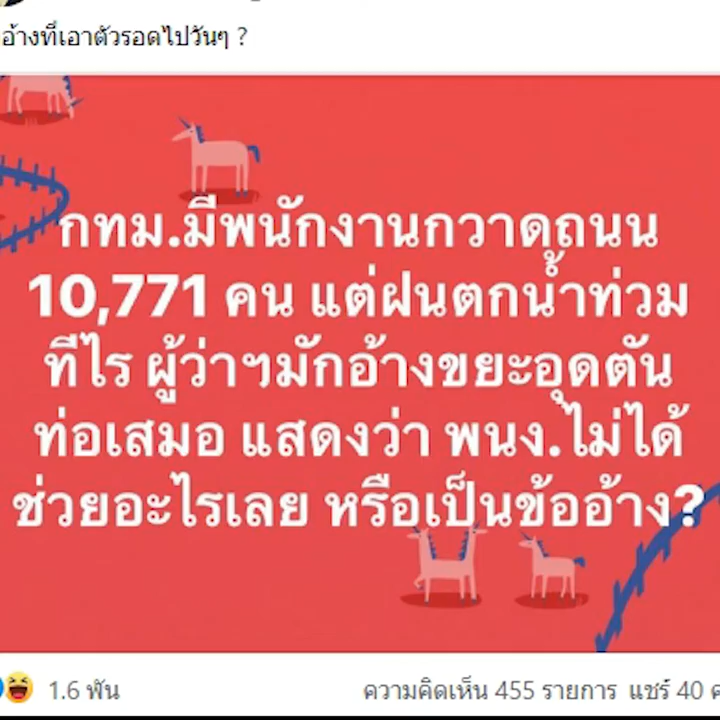 อ้างที่เอาตัวรอดไปวันๆ ?
กทม.มีพนักงานกวาดถนน
10,771 คน แต่ฝนตกน้ำท่วม
ทีไร ผู้ว่าฯมักอ้างขยะอุดตัน
ท่อเสมอ แสดงว่า พนง.ไม่ได้
ช่วยอะไรเลย หรือเป็นข้ออ้าง?
1.6 พัน
ความคิดเห็น 455 รายการ แชร์ 40